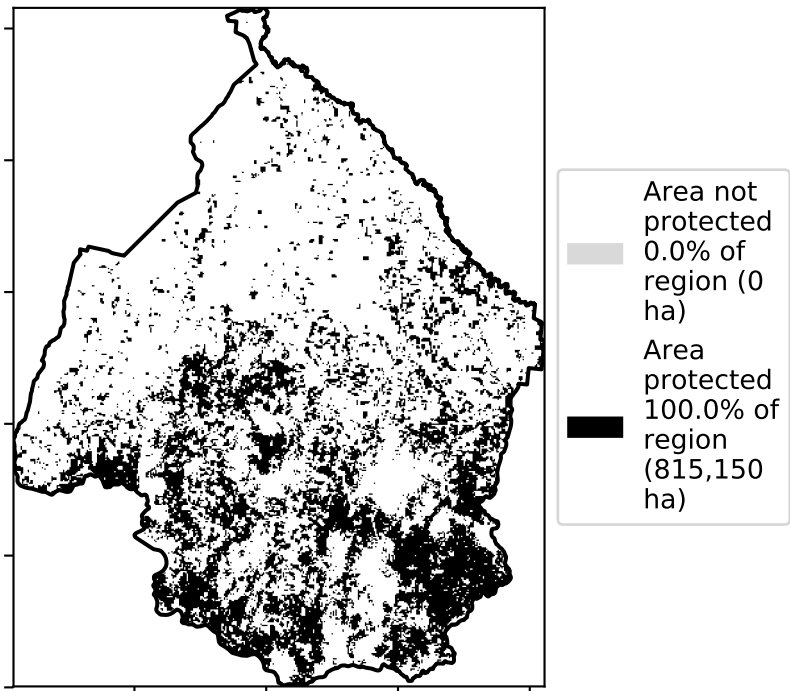 Area not
protected
0.0% of
region (0
ha)
Area
protected
100.0% of
region
(815,150
ha)